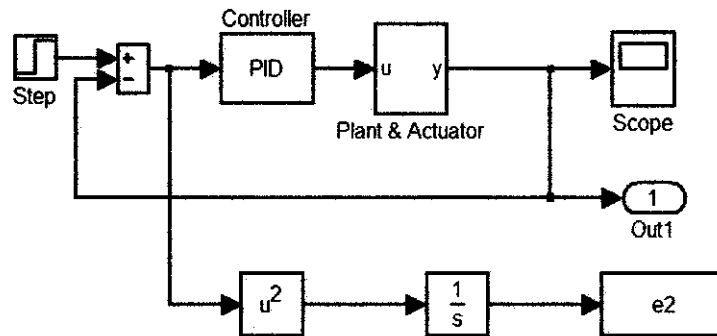 Controller
+
−
PID
u
y
Step
Plant & Actuator
Scope
1
Out1
u²
1
s
e2